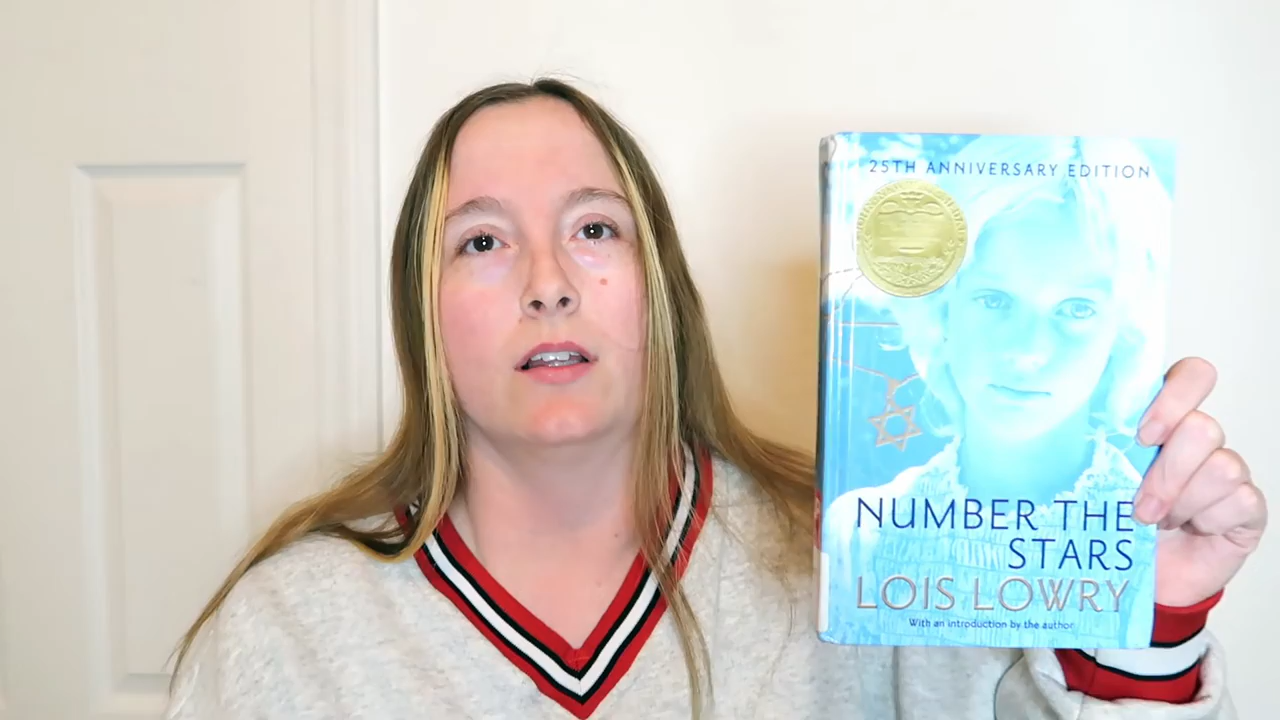 25TH ANNIVERSARY EDITION
NUMBER THE
STARS
LOIS LOWRY
With an introduction by the author